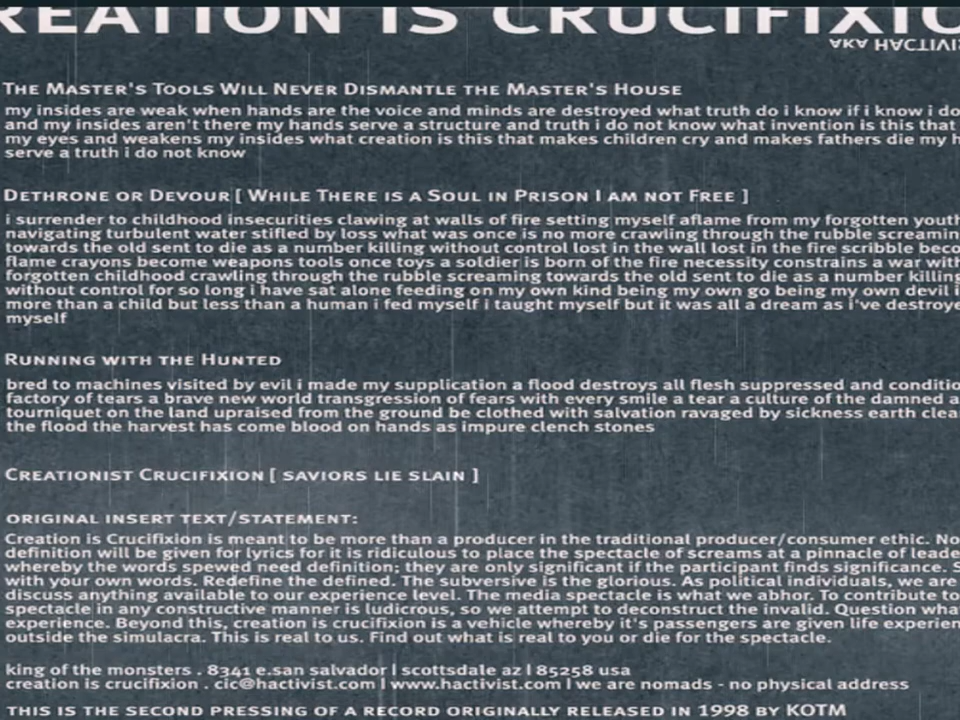 CREATION IS CRUCIFIXIO
AKA HACTIVIS
THE MASTER'S TOOLS WILL NEVER DISMANTLE THE MASTER'S HOUSE
my insides are weak when hands are the voice and minds are destroyed what truth do i know if i know i do
and my insides aren't there my hands serve a structure and truth i do not know what invention is this that
my eyes and weakens my insides what creation is this that makes children cry and makes fathers die my h
serve a truth i do not know
DETHRONE OR DEVOUR [ WHILE THERE IS A SOUL IN PRISON I AM NOT FREE ]
i surrender to childhood insecurities clawing at walls of fire setting myself aflame from my forgotten youth
navigating turbulent water stifled by loss what was once is no more crawling through the rubble screamin
towards the old sent to die as a number killing without control lost in the wall lost in the fire scribble beco
flame crayons become weapons tools once toys a soldier is born of the fire necessity constrains a war with
forgotten childhood crawling through the rubble screaming towards the old sent to die as a number killing
without control for so long i have sat alone feeding on my own kind being my own go being my own devil i
more than a child but less than a human i fed myself i taught myself but it was all a dream as i've destroye
myself
RUNNING WITH THE HUNTED
bred to machines visited by evil i made my supplication a flood destroys all flesh suppressed and conditio
factory of tears a brave new world transgression of fears with every smile a tear a culture of the damned a
tourniquet on the land upraised from the ground be clothed with salvation ravaged by sickness earth clea
the flood the harvest has come blood on hands as impure clench stones
CREATIONIST CRUCIFIXION [ SAVIORS LIE SLAIN ]
ORIGINAL INSERT TEXT/STATEMENT:
Creation is Crucifixion is meant to be more than a producer in the traditional producer/consumer ethic. No
definition will be given for lyrics for it is ridiculous to place the spectacle of screams at a pinnacle of leade
whereby the words spewed need definition; they are only significant if the participant finds significance. S
with your own words. Redefine the defined. The subversive is the glorious. As political individuals, we are
discuss anything available to our experience level. The media spectacle is what we abhor. To contribute to
spectacle in any constructive manner is ludicrous, so we attempt to deconstruct the invalid. Question what
experience. Beyond this, creation is crucifixion is a vehicle whereby it's passengers are given life experien
outside the simulacra. This is real to us. Find out what is real to you or die for the spectacle.
king of the monsters . 8341 e.san salvador | scottsdale az | 85258 usa
creation is crucifixion . cic@hactivist.com | www.hactivist.com | we are nomads - no physical address
THIS IS THE SECOND PRESSING OF A RECORD ORIGINALLY RELEASED IN 1998 BY KOTM